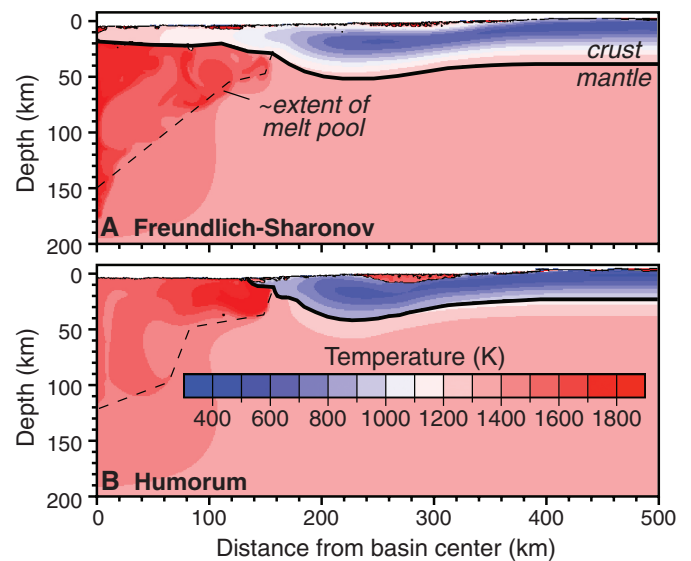 0
50
100
150
200
Depth (km)
crust
mantle
~extent of
melt pool
A Freundlich-Sharonov
0
50
100
150
200
Depth (km)
Temperature (K)
400 600 800 1000 1200 1400 1600 1800
B Humorum
0 100 200 300 400 500
Distance from basin center (km)